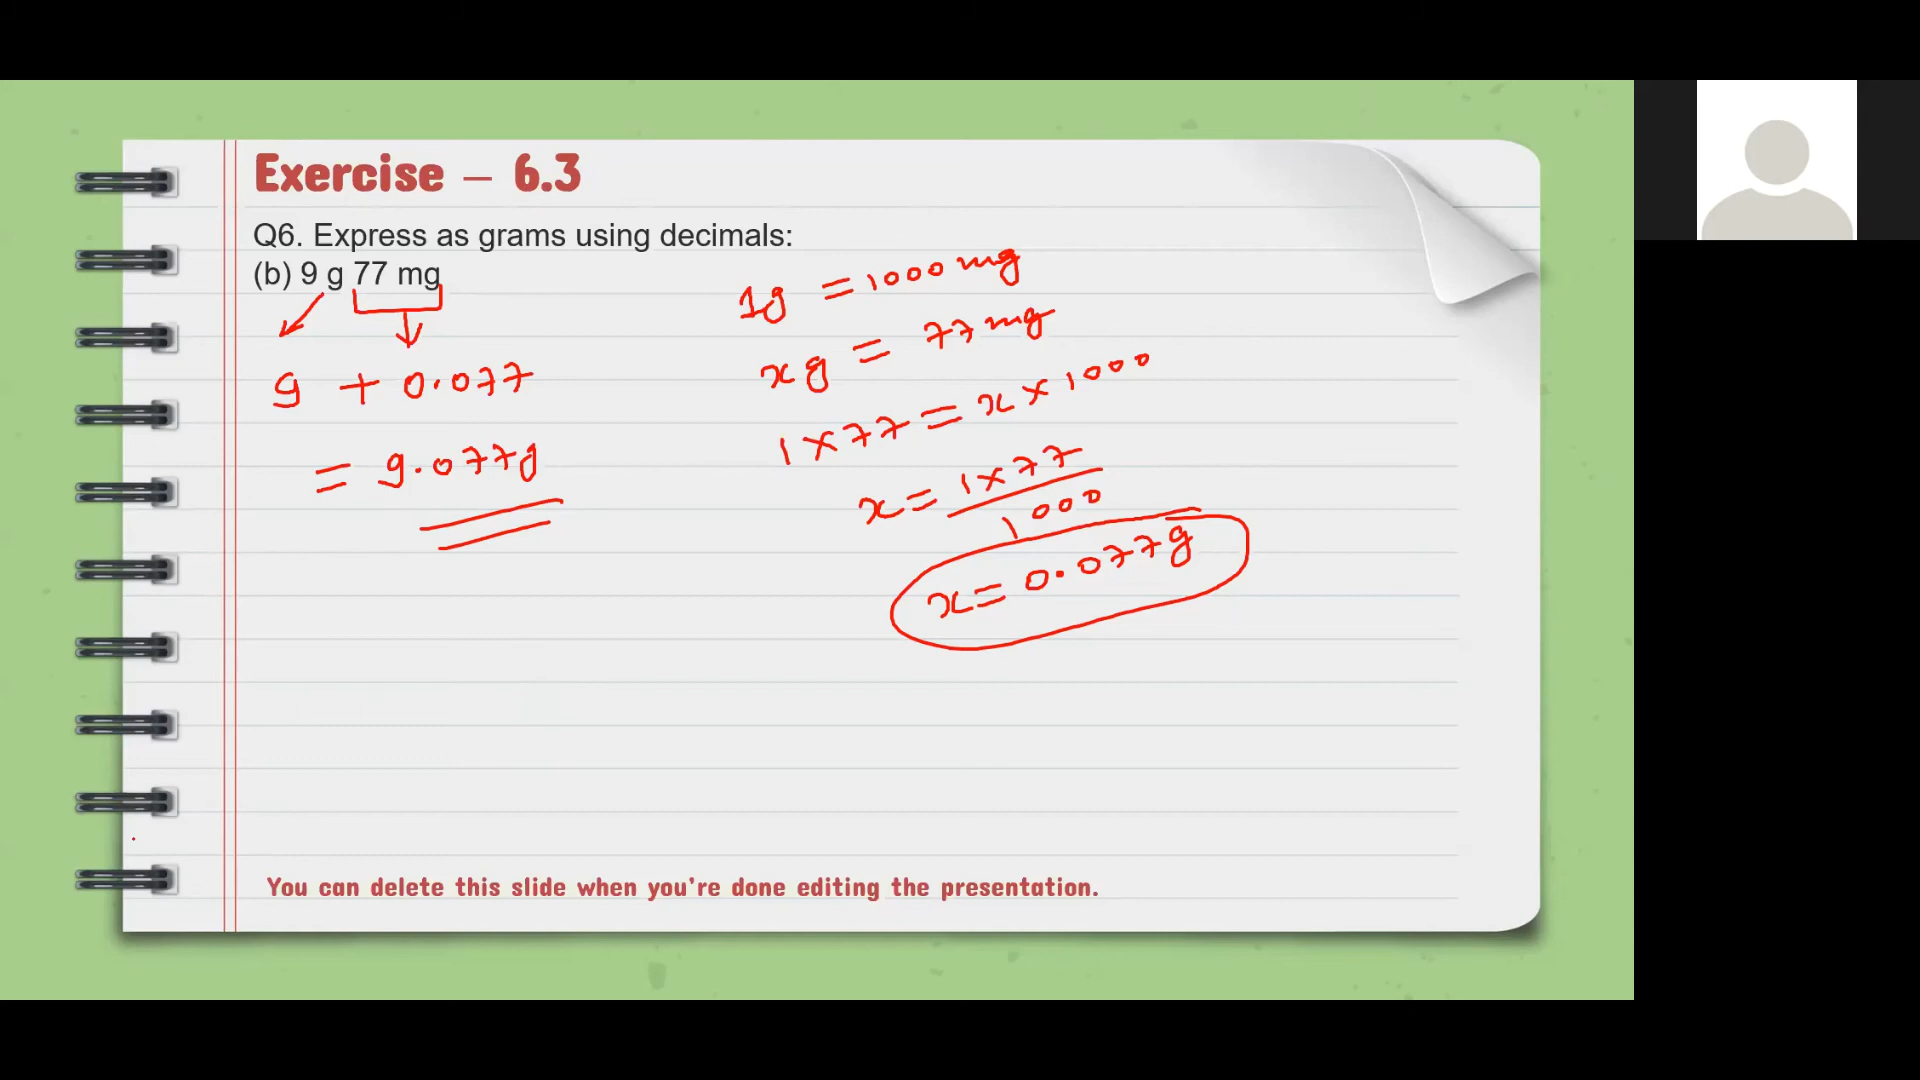 Exercise – 6.3
Q6. Express as grams using decimals:
(b) 9 g 77 mg
9 + 0.077
= 9.077g
1g = 1000 mg
x g = 77 mg
1 × 77 = x × 1000
x = 1 × 77 / 1000
x = 0.077g
You can delete this slide when you're done editing the presentation.